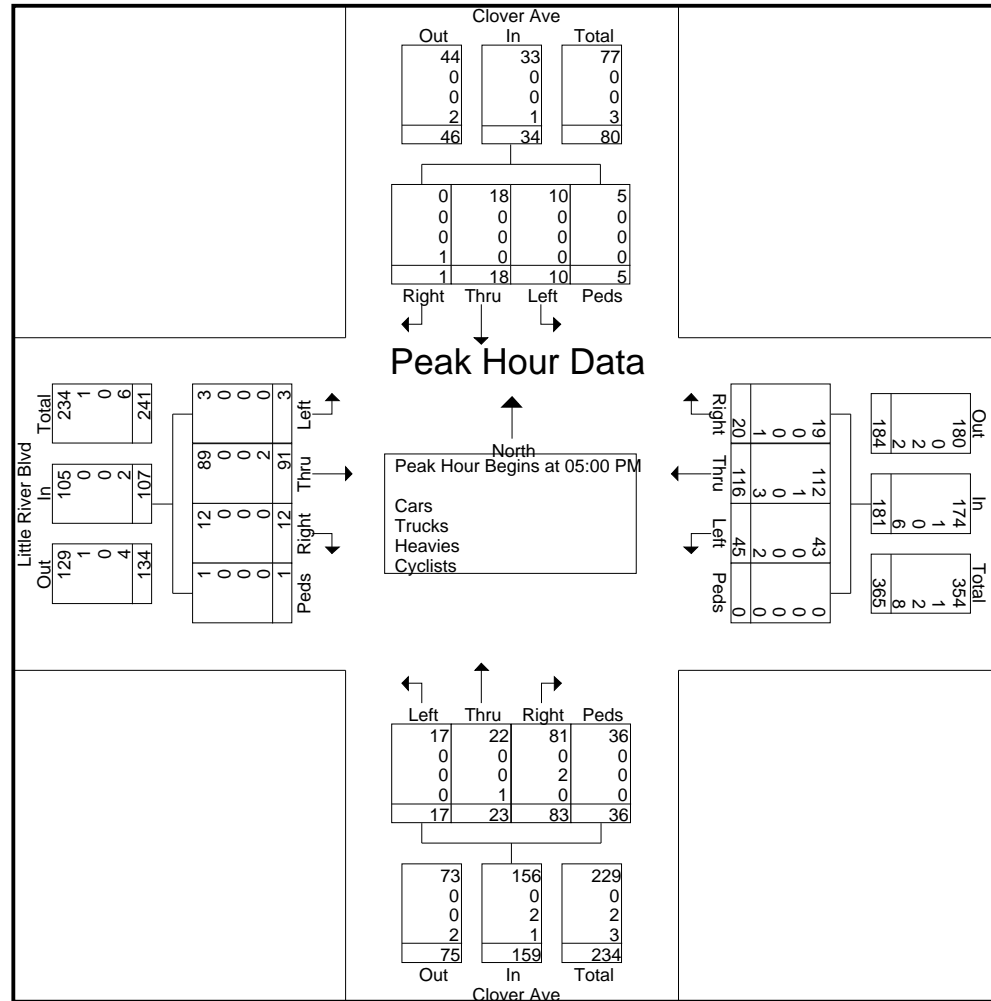 Clover Ave
Out In Total
44 33 77
0 0 0
0 0 0
2 1 3
46 34 80
0 18 10 5
0 0 0 0
0 0 0 0
1 0 0 0
1 18 10 5
Right Thru Left Peds
Peak Hour Data
Little River Blvd
Total
234 1 0 6 241
In
105 0 0 2 107
Out
129 1 0 4 134
3 0 0 0 3
Left
89 0 0 2 91
Thru
12 0 0 0 12
Right
1 0 0 0 1
Peds
North
Peak Hour Begins at 05:00 PM
Cars
Trucks
Heavies
Cyclists
Right
19 0 0 1 20
Thru
112 1 0 3 116
Left
43 0 0 2 45
Peds
0 0 0 0 0
Out
180 0 2 2 184
In
174 1 0 6 181
Total
354 1 2 8 365
Left Thru Right Peds
17 22 81 36
0 0 0 0
0 0 2 0
0 1 0 0
17 23 83 36
73 156 229
0 0 0
0 2 2
2 1 3
75 159 234
Out In Total
Clover Ave